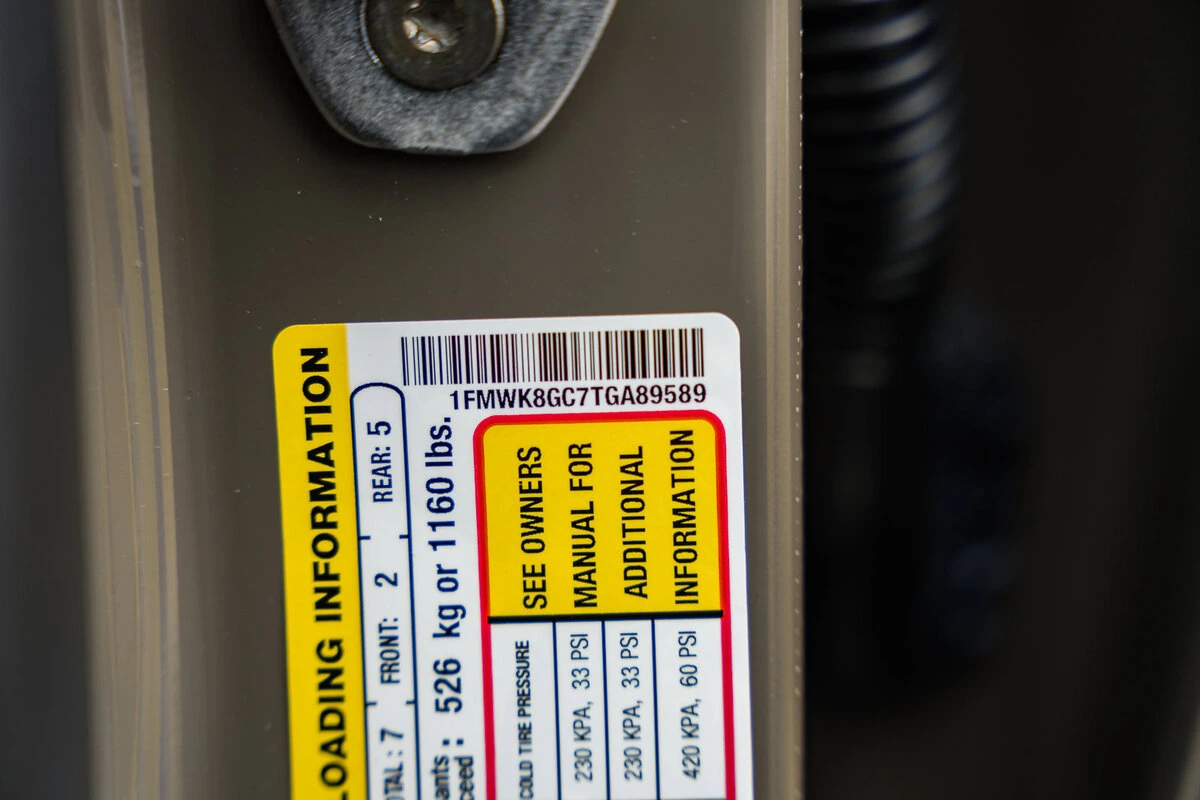 1FMWK8GC7TGA89589
LOADING INFORMATION
: 7 FRONT: 2 REAR: 5
: 526 kg or 1160 lbs.
COLD TIRE PRESSURE
230 KPA, 33 PSI
230 KPA, 33 PSI
420 KPA, 60 PSI
SEE OWNERS
MANUAL FOR
ADDITIONAL
INFORMATION